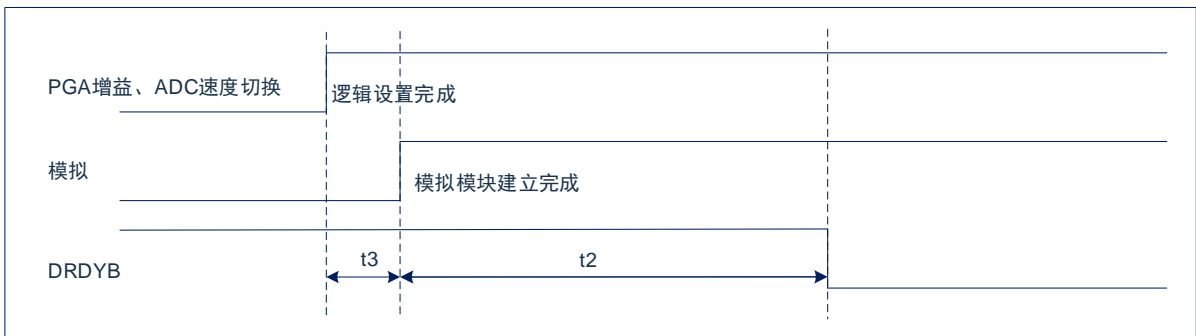 PGA增益、ADC速度切换
逻辑设置完成
模拟
模拟模块建立完成
t3
t2
DRDYB